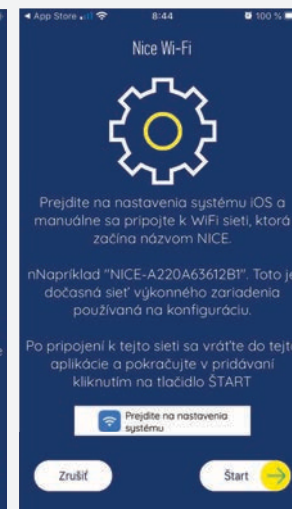 App Store
8:44
100 %
Nice Wi-Fi
Prejdite na nastavenia systému iOS a
manuálne sa pripojte k WiFi sieti, ktorá
začína názvom NICE.
nNapríklad "NICE-A220A63612B1". Toto je
dočasná sieť výkonného zariadenia
používaná na konfiguráciu.
Po pripojení k tejto sieti sa vráťte do tejto
aplikácie a pokračujte v pridávaní
kliknutím na tlačidlo ŠTART
Prejdite na nastavenia
systému
Zrušiť
Štart